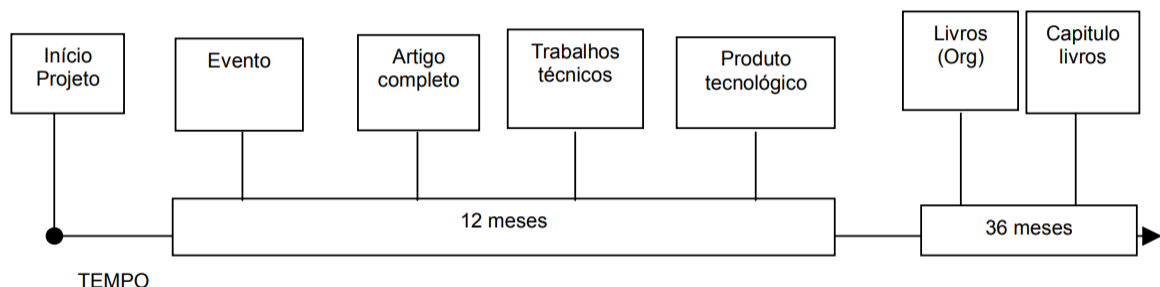 Início
Projeto
Evento
Artigo
completo
Trabalhos
técnicos
Produto
tecnológico
Livros
(Org)
Capitulo
livros
12 meses
36 meses
TEMPO